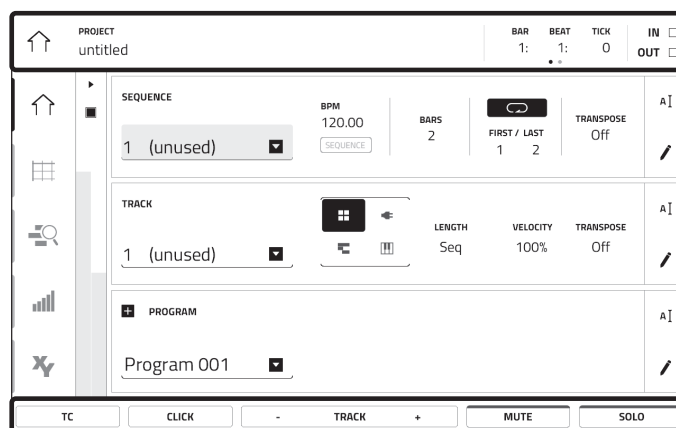 PROJECT
untitled
BAR BEAT TICK
1: 1: 0
IN
OUT
SEQUENCE
1 (unused)
BPM
120.00
SEQUENCE
BARS
2
FIRST / LAST
1 2
TRANSPOSE
Off
A
TRACK
1 (unused)
LENGTH
Seq
VELOCITY
100%
TRANSPOSE
Off
A
PROGRAM
Program 001
A
XY
TC CLICK - TRACK + MUTE SOLO